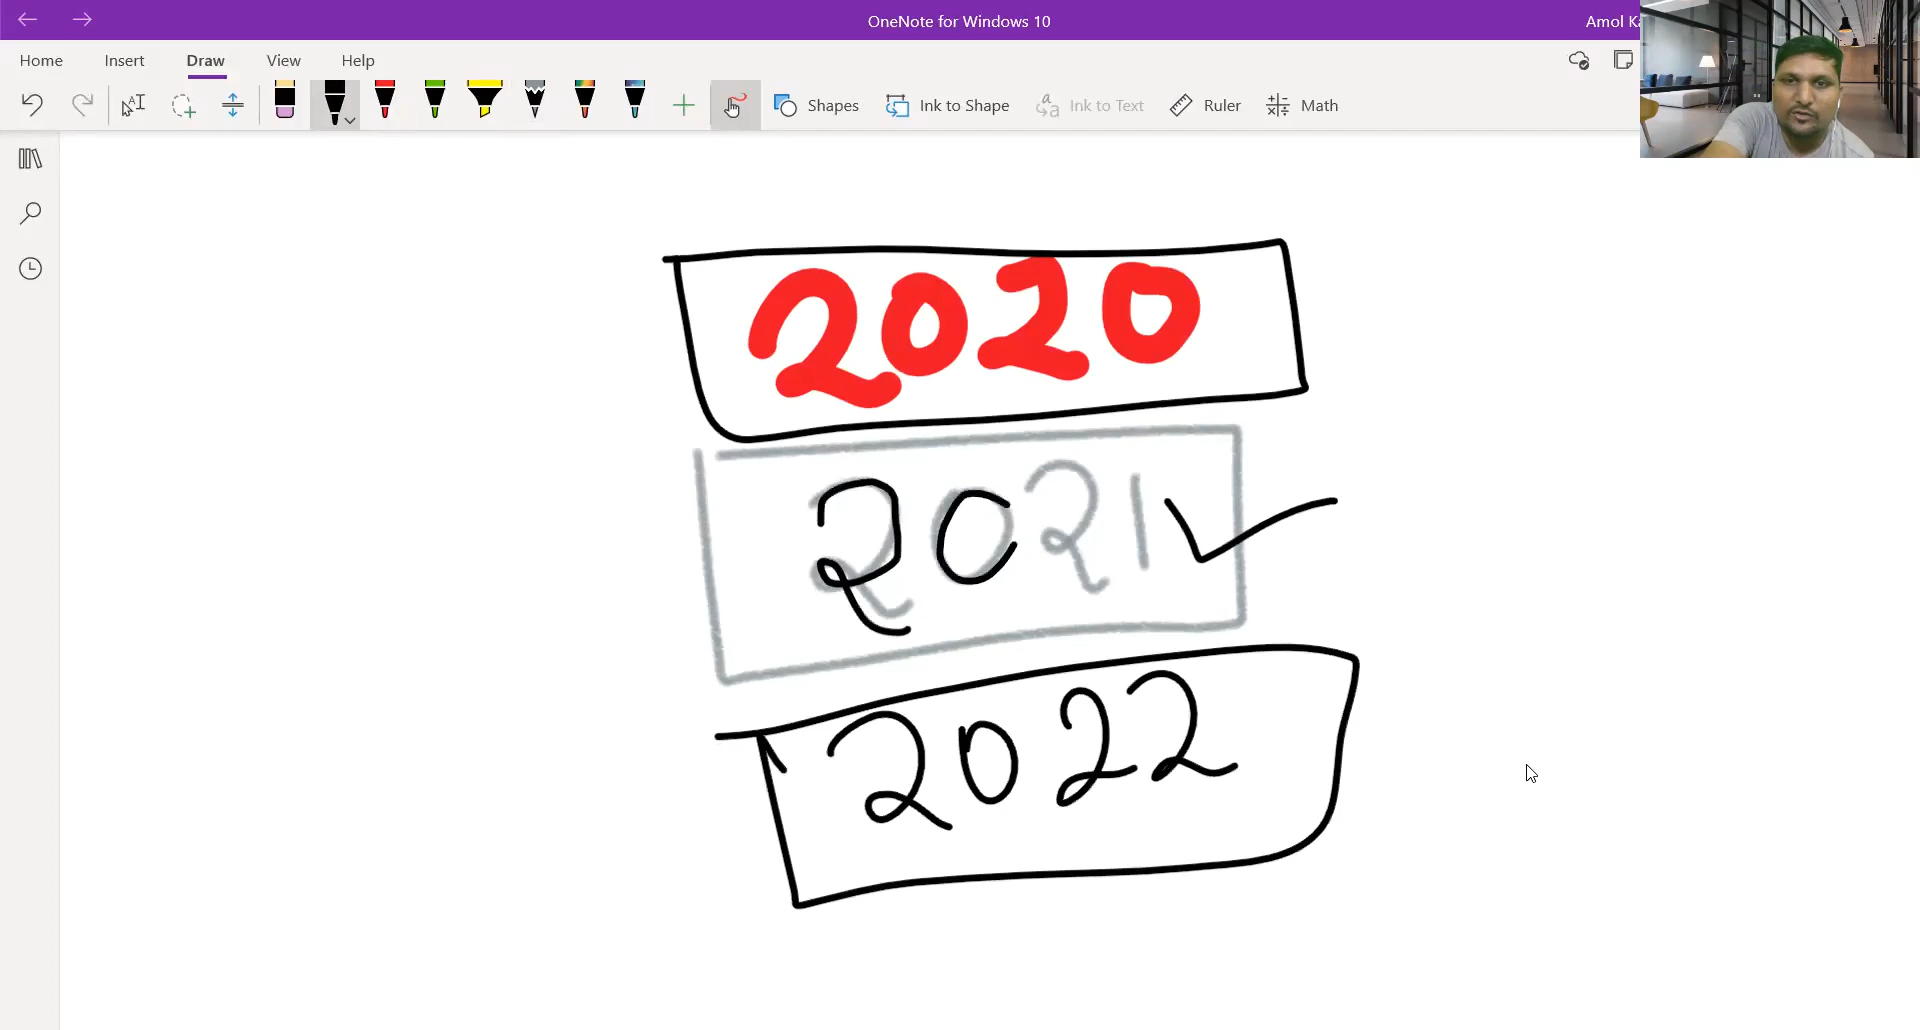 OneNote for Windows 10
Amol Ka
Home Insert Draw View Help
Shapes Ink to Shape Ink to Text Ruler Math
2020
2021
2022